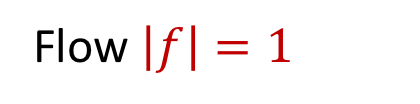 Flow |f| = 1